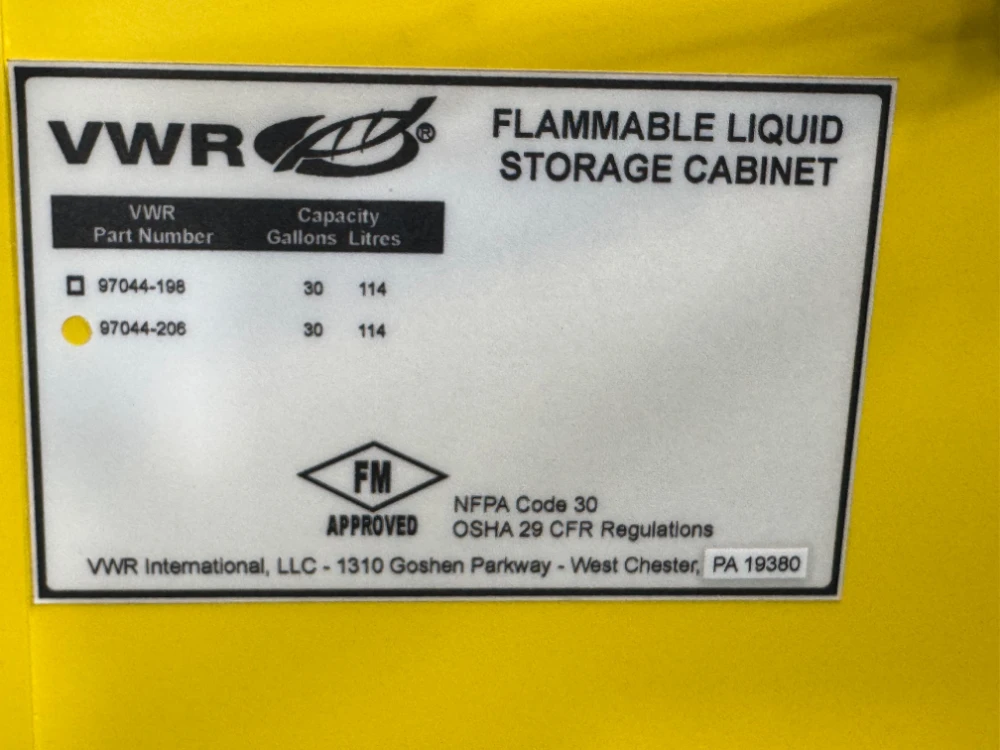 VWR ®
FLAMMABLE LIQUID
STORAGE CABINET
VWR Capacity
Part Number Gallons Litres
97044-198 30 114
97044-206 30 114
FM
APPROVED
NFPA Code 30
OSHA 29 CFR Regulations
VWR International, LLC - 1310 Goshen Parkway - West Chester, PA 19380